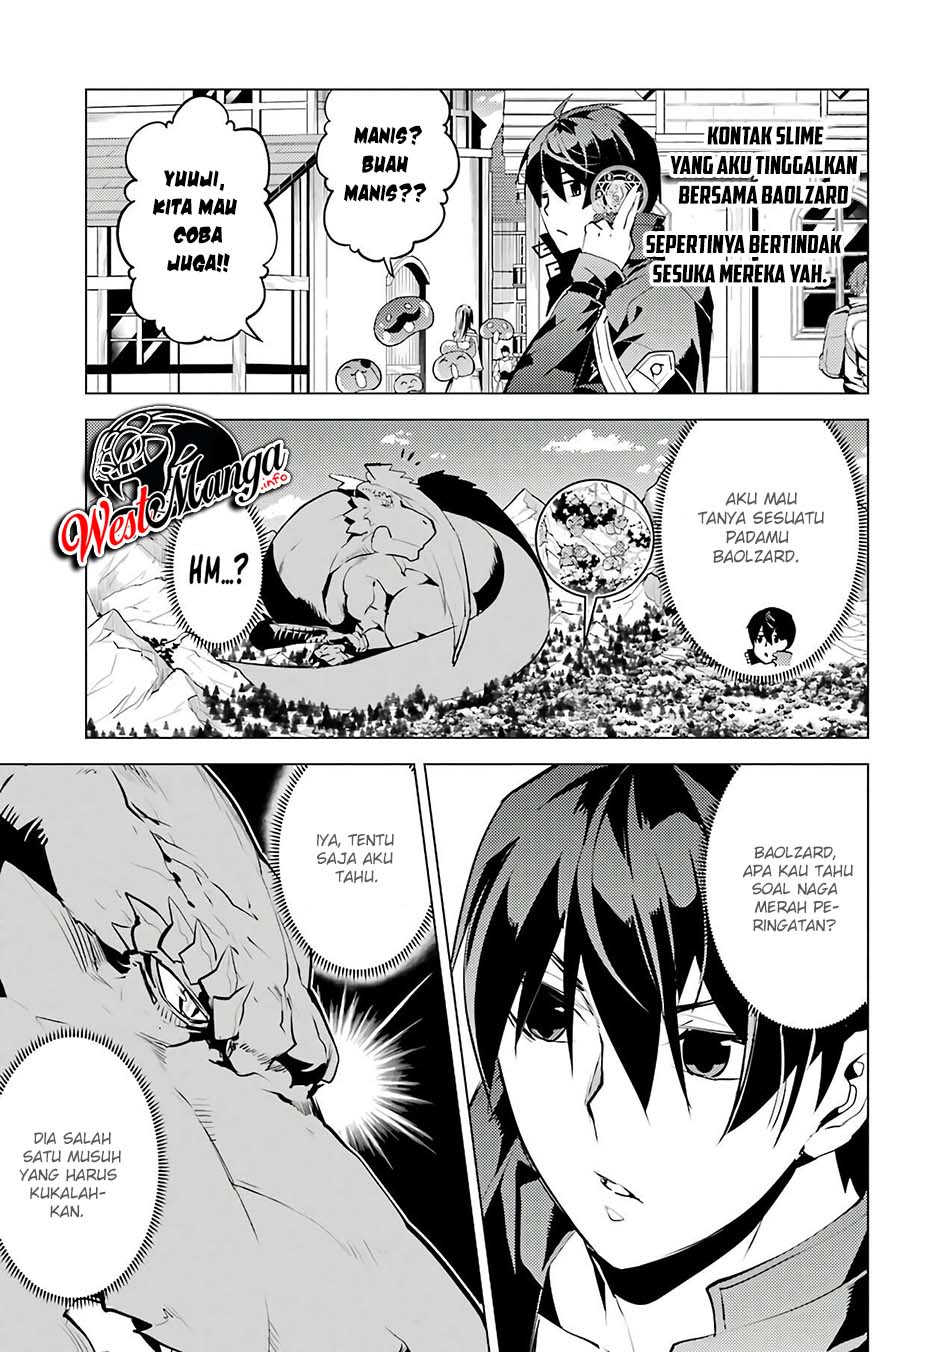 KONTAK SLIME
YANG AKU TINGGALKAN
BERSAMA BAOLZARD
SEPERTINYA BERTINDAK
SESUKA MEREKA YAH.
MANIS?
BUAH
MANIS??
YUUJI,
KITA MAU
COBA
JUGA!!
AKU MAU
TANYA SESUATU
PADAMU
BAOLZARD.
HM...?
WestManga
.info
BAOLZARD,
APA KAU TAHU
SOAL NAGA
MERAH PE-
RINGATAN?
IYA, TENTU
SAJA AKU
TAHU.
DIA SALAH
SATU MUSUH
YANG HARUS
KUKALAH-
KAN.